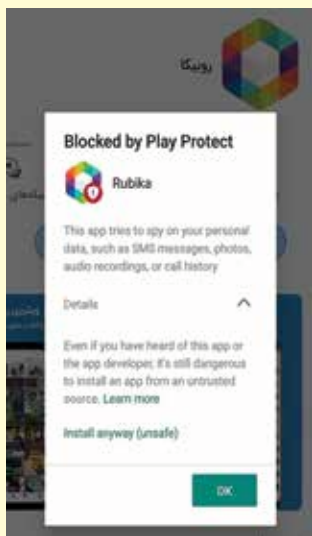 روبیکا
Blocked by Play Protect
Rubika
This app tries to spy on your personal
data, such as SMS messages, photos,
audio recordings, or call history
Details
Even if you have heard of this app or
the app developer, it's still dangerous
to install an app from an untrusted
source. Learn more
Install anyway (unsafe)
OK